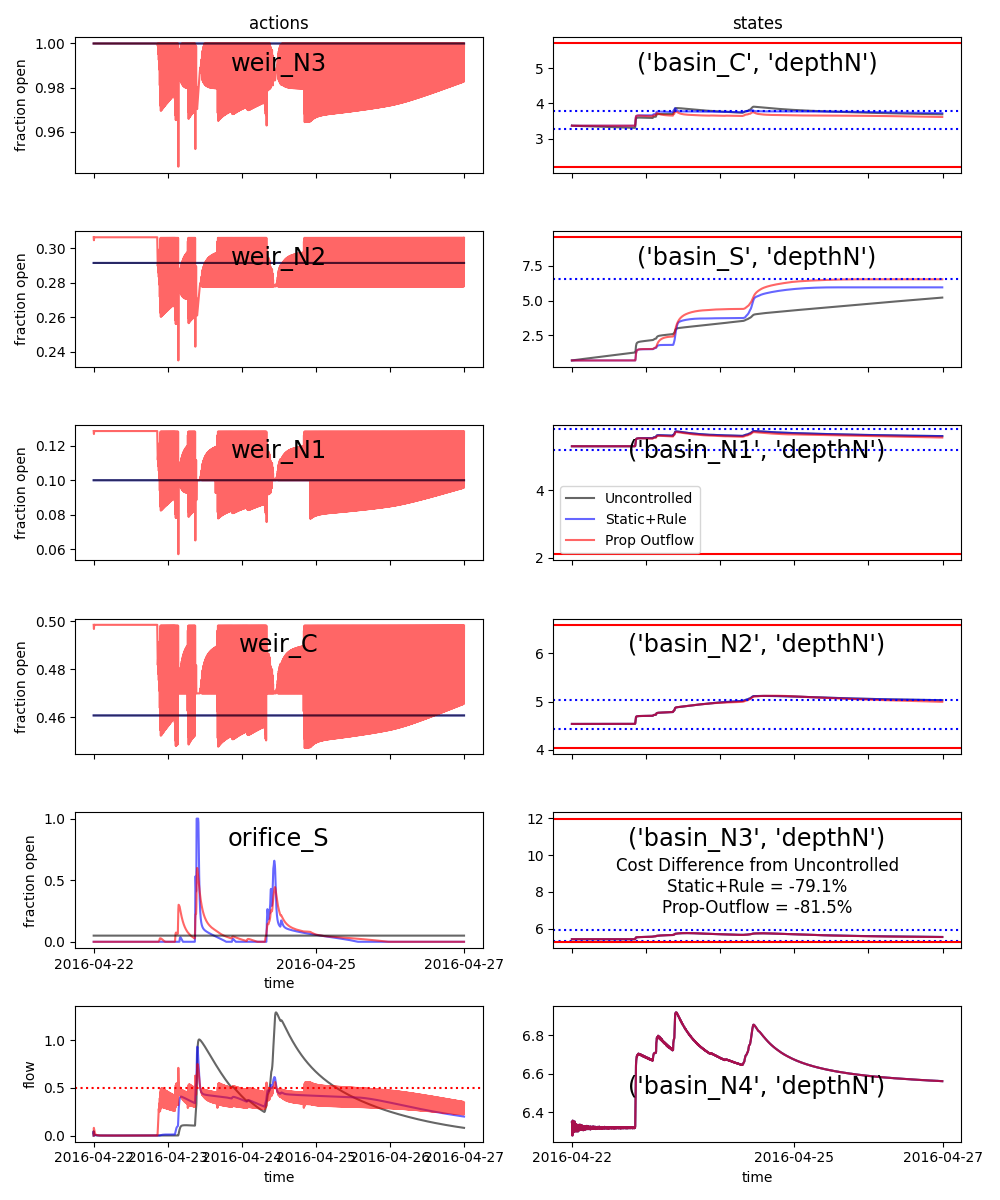 actions
states
fraction open
1.00
0.98
0.96
weir_N3
5
4
3
('basin_C', 'depthN')
fraction open
0.30
0.28
0.26
0.24
weir_N2
7.5
5.0
2.5
('basin_S', 'depthN')
fraction open
0.12
0.10
0.08
0.06
weir_N1
4
2
('basin_N1', 'depthN')
Uncontrolled
Static+Rule
Prop Outflow
fraction open
0.50
0.48
0.46
weir_C
6
5
4
('basin_N2', 'depthN')
fraction open
1.0
0.5
0.0
orifice_S
2016-04-22
2016-04-25
2016-04-27
time
12
10
8
6
('basin_N3', 'depthN')
Cost Difference from Uncontrolled
Static+Rule = -79.1%
Prop-Outflow = -81.5%
flow
1.0
0.5
0.0
2016-04-22
2016-04-23
2016-04-24
2016-04-25
2016-04-26
2016-04-27
time
6.8
6.6
6.4
('basin_N4', 'depthN')
2016-04-22
2016-04-25
2016-04-27
time